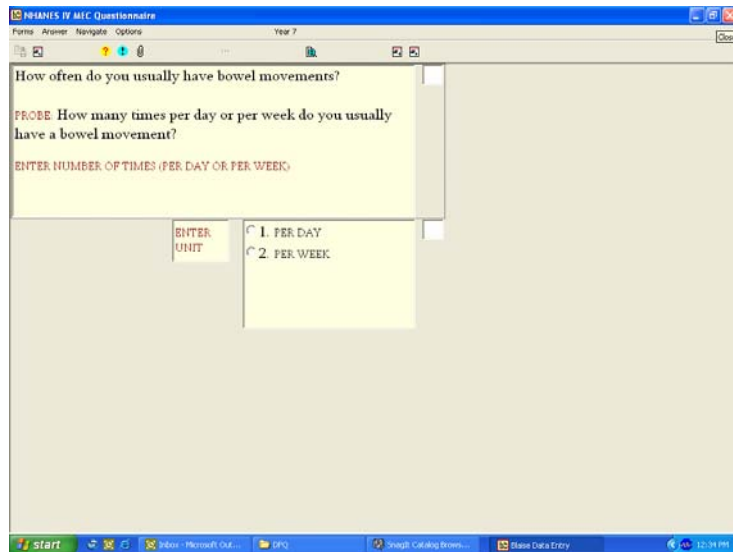 NHANES IV MEC Questionnaire
Forms Answer Navigate Options Year 7
Clos
How often do you usually have bowel movements?
PROBE: How many times per day or per week do you usually
have a bowel movement?
ENTER NUMBER OF TIMES (PER DAY OR PER WEEK)
ENTER
UNIT
1. PER DAY
2. PER WEEK
start Inbox - Microsoft Out... DPQ SnagIt Catalog Brows... Blaise Data Entry 12:34 PM